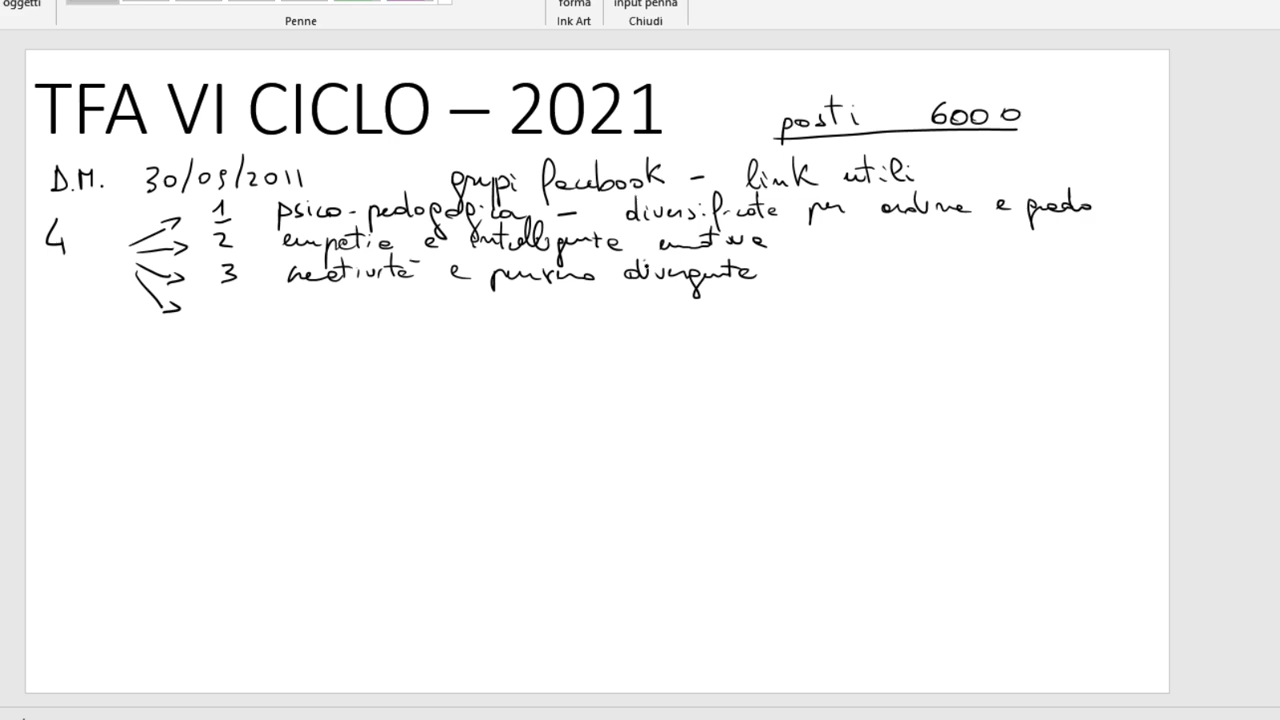 oggetti
Penne
forma
Ink Art
input penna
Chiudi
TFA VI CICLO – 2021
posti 6000
D.M. 30/09/2011 gruppi facebook - link utili
4
1 psico-pedagogica - diversificate per ordine e grado
2 empatia e intelligente emotiva
3 creatività e pensiero divergente